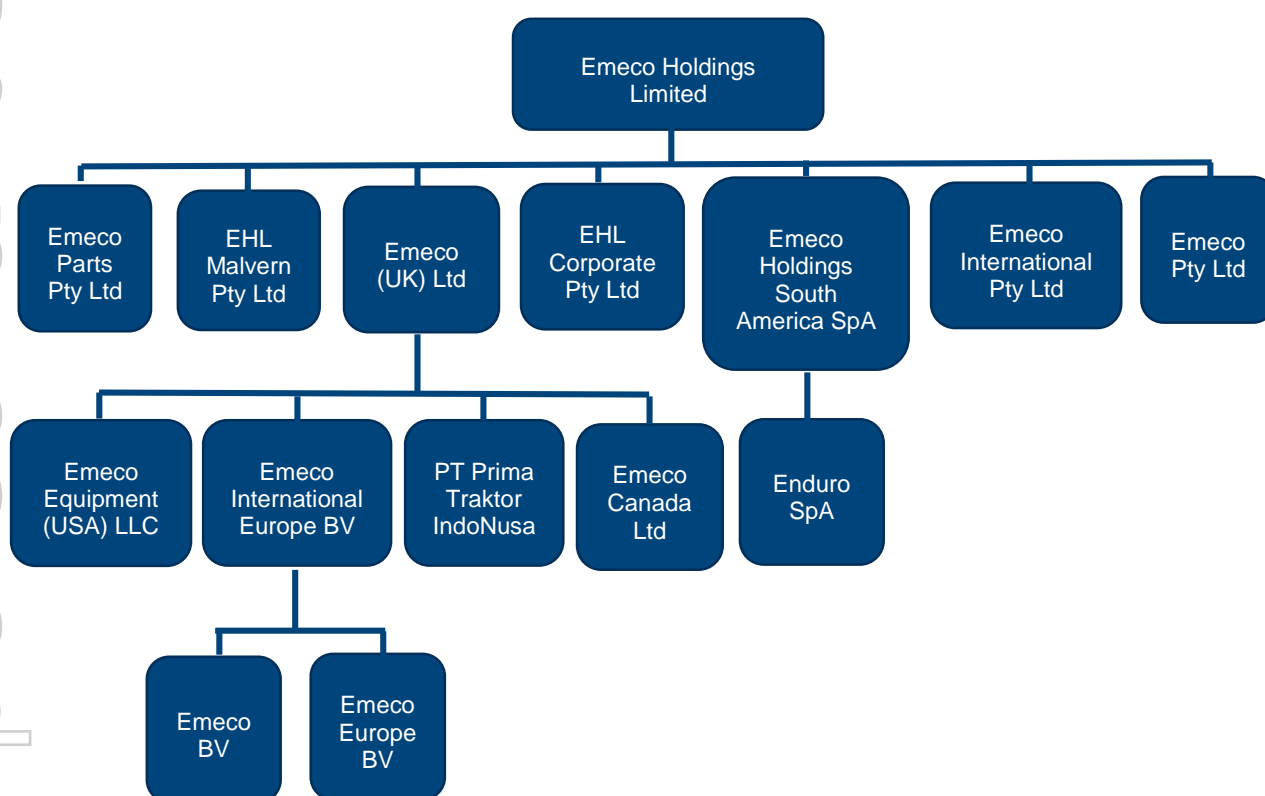 Emeco Holdings
Limited
Emeco
Parts
Pty Ltd
EHL
Malvern
Pty Ltd
Emeco
(UK) Ltd
EHL
Corporate
Pty Ltd
Emeco
Holdings
South
America SpA
Emeco
International
Pty Ltd
Emeco
Pty Ltd
Emeco
Equipment
(USA) LLC
Emeco
International
Europe BV
PT Prima
Traktor
IndoNusa
Emeco
Canada
Ltd
Enduro
SpA
Emeco
BV
Emeco
Europe
BV